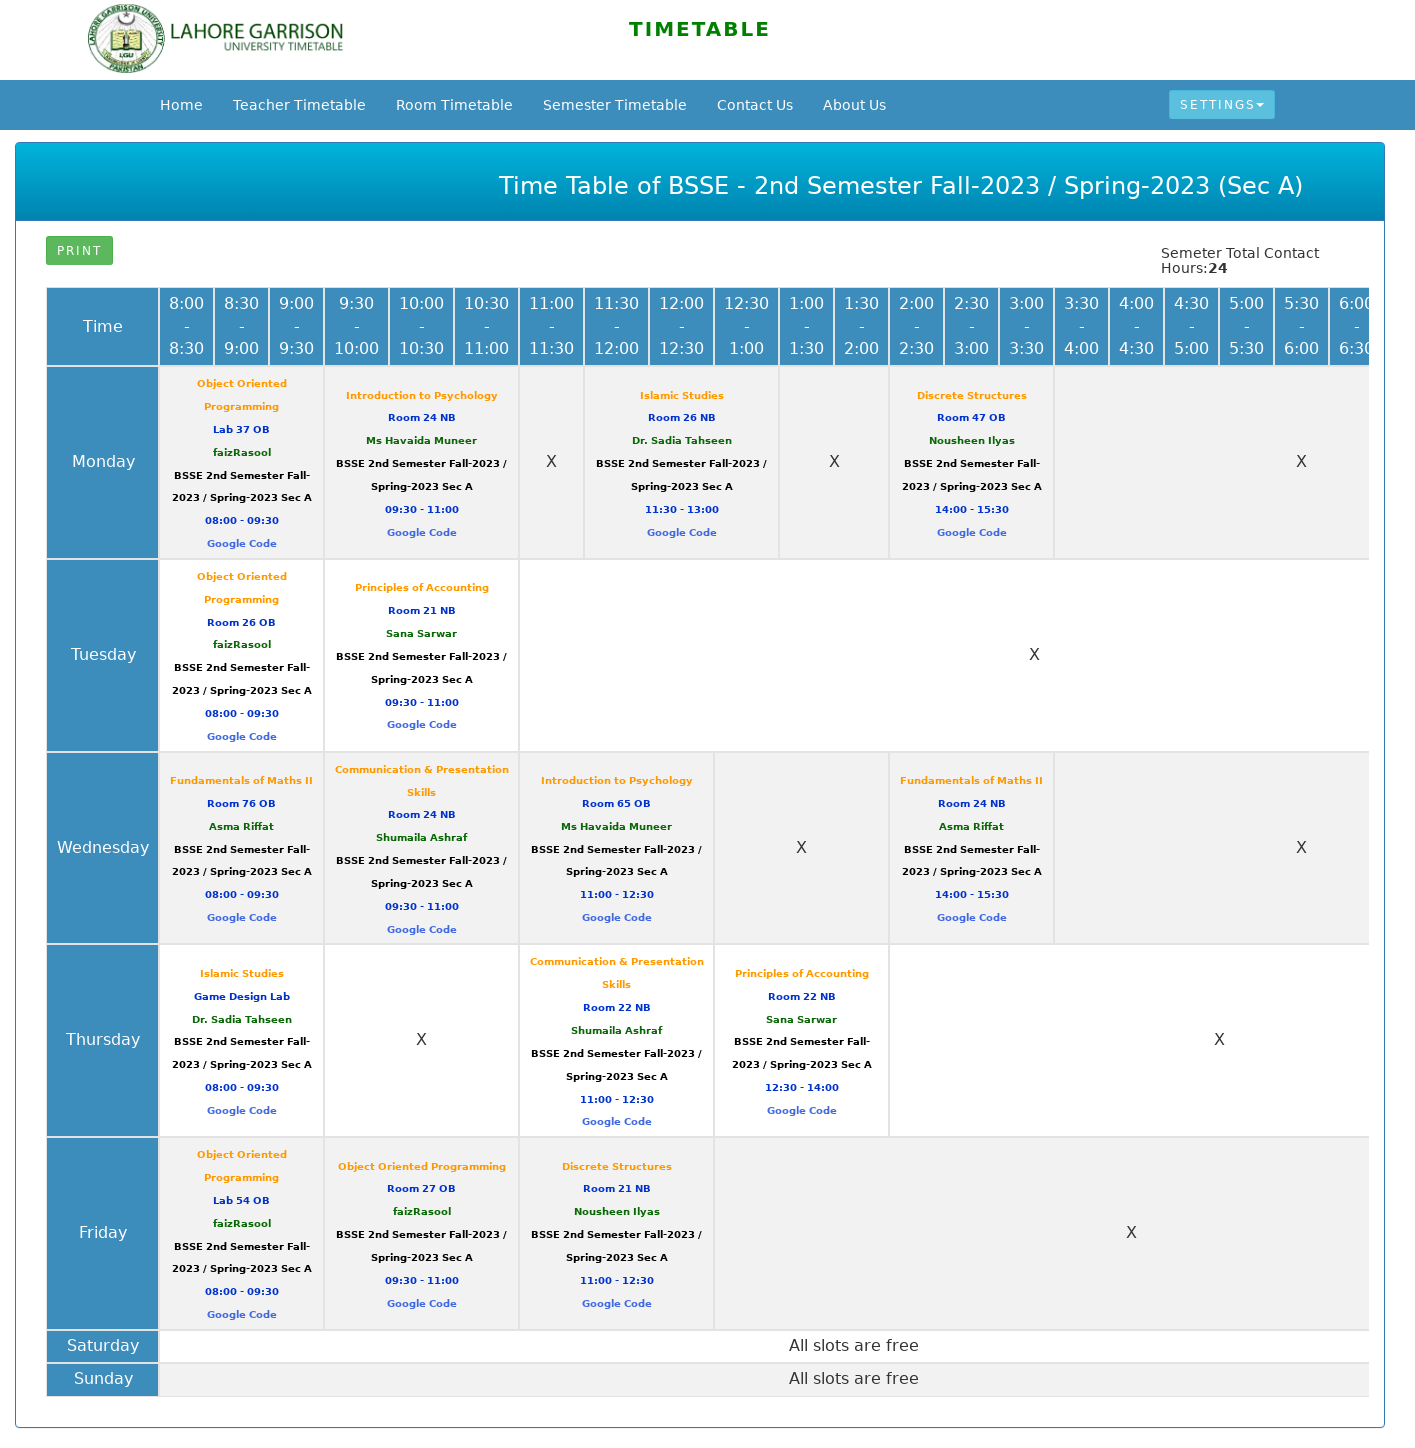 LAHORE GARRISON
UNIVERSITY TIMETABLE
LGU
PAKISTAN
TIMETABLE
Home Teacher Timetable Room Timetable Semester Timetable Contact Us About Us SETTINGS
Time Table of BSSE - 2nd Semester Fall-2023 / Spring-2023 (Sec A)
PRINT
Semeter Total Contact
Hours:24
Time
8:00 - 8:30
8:30 - 9:00
9:00 - 9:30
9:30 - 10:00
10:00 - 10:30
10:30 - 11:00
11:00 - 11:30
11:30 - 12:00
12:00 - 12:30
12:30 - 1:00
1:00 - 1:30
1:30 - 2:00
2:00 - 2:30
2:30 - 3:00
3:00 - 3:30
3:30 - 4:00
4:00 - 4:30
4:30 - 5:00
5:00 - 5:30
5:30 - 6:00
6:00 - 6:30
Monday
Object Oriented
Programming
Lab 37 OB
faizRasool
BSSE 2nd Semester Fall-
2023 / Spring-2023 Sec A
08:00 - 09:30
Google Code
Introduction to Psychology
Room 24 NB
Ms Havaida Muneer
BSSE 2nd Semester Fall-2023 /
Spring-2023 Sec A
09:30 - 11:00
Google Code
X
Islamic Studies
Room 26 NB
Dr. Sadia Tahseen
BSSE 2nd Semester Fall-2023 /
Spring-2023 Sec A
11:30 - 13:00
Google Code
X
Discrete Structures
Room 47 OB
Nousheen Ilyas
BSSE 2nd Semester Fall-
2023 / Spring-2023 Sec A
14:00 - 15:30
Google Code
X
Tuesday
Object Oriented
Programming
Room 26 OB
faizRasool
BSSE 2nd Semester Fall-
2023 / Spring-2023 Sec A
08:00 - 09:30
Google Code
Principles of Accounting
Room 21 NB
Sana Sarwar
BSSE 2nd Semester Fall-2023 /
Spring-2023 Sec A
09:30 - 11:00
Google Code
X
Wednesday
Fundamentals of Maths II
Room 76 OB
Asma Riffat
BSSE 2nd Semester Fall-
2023 / Spring-2023 Sec A
08:00 - 09:30
Google Code
Communication & Presentation
Skills
Room 24 NB
Shumaila Ashraf
BSSE 2nd Semester Fall-2023 /
Spring-2023 Sec A
09:30 - 11:00
Google Code
Introduction to Psychology
Room 65 OB
Ms Havaida Muneer
BSSE 2nd Semester Fall-2023 /
Spring-2023 Sec A
11:00 - 12:30
Google Code
X
Fundamentals of Maths II
Room 24 NB
Asma Riffat
BSSE 2nd Semester Fall-
2023 / Spring-2023 Sec A
14:00 - 15:30
Google Code
X
Thursday
Islamic Studies
Game Design Lab
Dr. Sadia Tahseen
BSSE 2nd Semester Fall-
2023 / Spring-2023 Sec A
08:00 - 09:30
Google Code
X
Communication & Presentation
Skills
Room 22 NB
Shumaila Ashraf
BSSE 2nd Semester Fall-2023 /
Spring-2023 Sec A
11:00 - 12:30
Google Code
Principles of Accounting
Room 22 NB
Sana Sarwar
BSSE 2nd Semester Fall-
2023 / Spring-2023 Sec A
12:30 - 14:00
Google Code
X
Friday
Object Oriented
Programming
Lab 54 OB
faizRasool
BSSE 2nd Semester Fall-
2023 / Spring-2023 Sec A
08:00 - 09:30
Google Code
Object Oriented Programming
Room 27 OB
faizRasool
BSSE 2nd Semester Fall-2023 /
Spring-2023 Sec A
09:30 - 11:00
Google Code
Discrete Structures
Room 21 NB
Nousheen Ilyas
BSSE 2nd Semester Fall-2023 /
Spring-2023 Sec A
11:00 - 12:30
Google Code
X
Saturday
All slots are free
Sunday
All slots are free